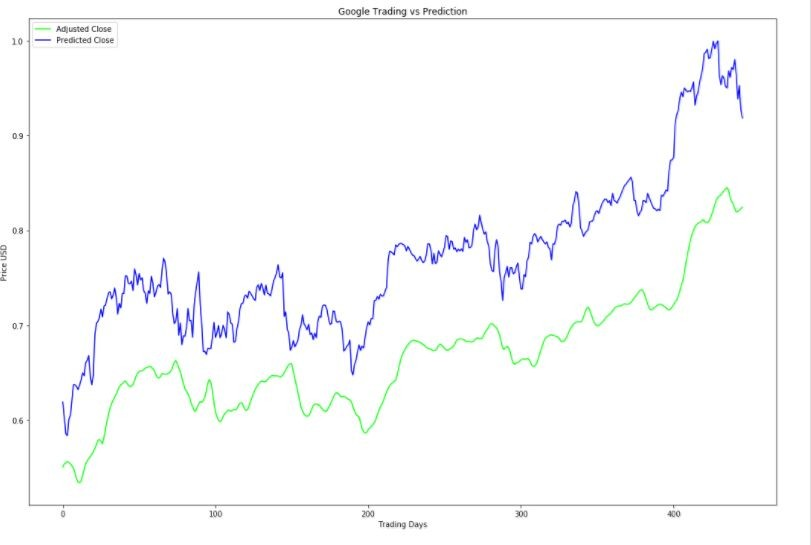 Google Trading vs Prediction
Adjusted Close
Predicted Close
1.0
0.9
0.8
0.7
0.6
Price USD
0
100
200
300
400
Trading Days